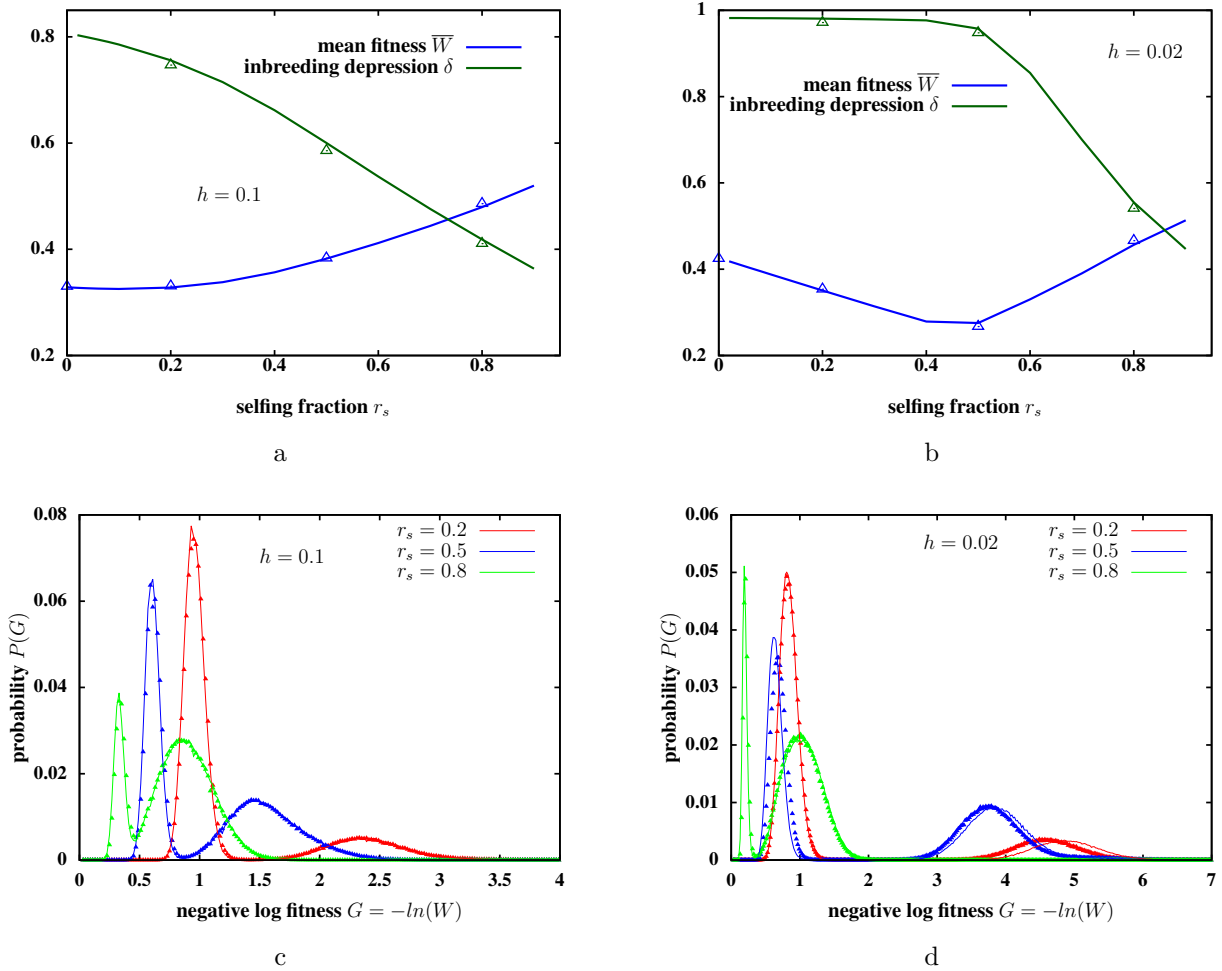 0.8
0.6
0.4
0.2
0
0.2
0.4
0.6
0.8
mean fitness W̅
inbreeding depression δ
h = 0.1
selfing fraction r_s
a
1
0.8
0.6
0.4
0.2
0
0.2
0.4
0.6
0.8
h = 0.02
mean fitness W̅
inbreeding depression δ
selfing fraction r_s
b
0.08
0.06
0.04
0.02
0
0
0.5
1
1.5
2
2.5
3
3.5
4
probability P(G)
h = 0.1
r_s = 0.2
r_s = 0.5
r_s = 0.8
negative log fitness G = −ln(W)
c
0.06
0.05
0.04
0.03
0.02
0.01
0
0
1
2
3
4
5
6
7
probability P(G)
h = 0.02
r_s = 0.2
r_s = 0.5
r_s = 0.8
negative log fitness G = −ln(W)
d